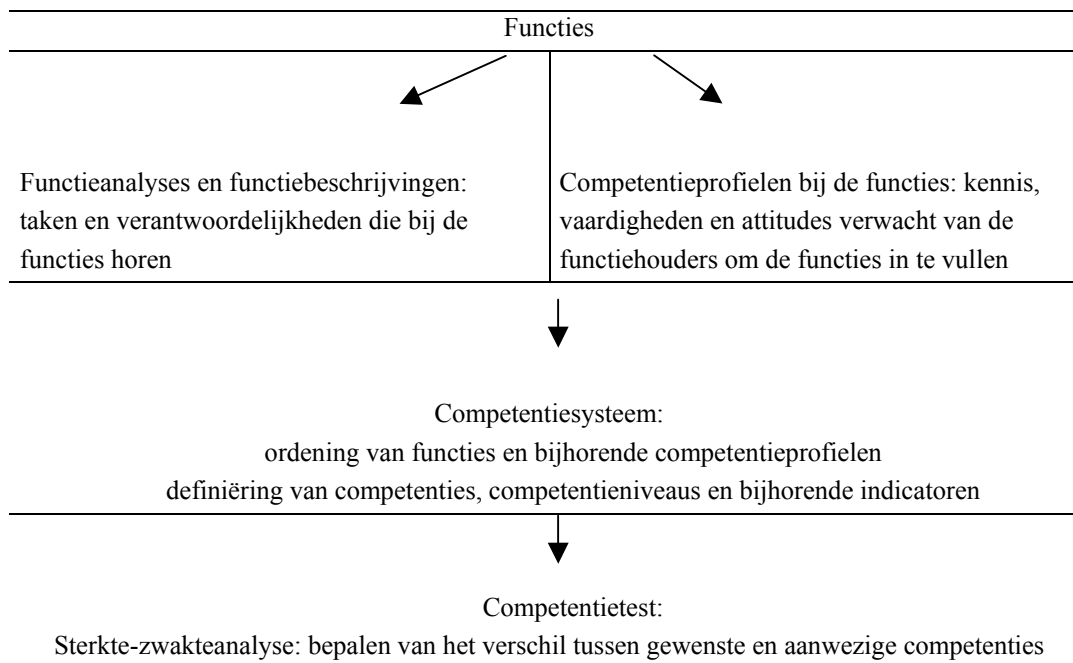 Functies
Functieanalyses en functiebeschrijvingen:
taken en verantwoordelijkheden die bij de
functies horen
Competentieprofielen bij de functies: kennis,
vaardigheden en attitudes verwacht van de
functiehouders om de functies in te vullen
Competentiesysteem:
ordening van functies en bijhorende competentieprofielen
definiëring van competenties, competentieniveaus en bijhorende indicatoren
Competentietest:
Sterkte-zwakteanalyse: bepalen van het verschil tussen gewenste en aanwezige competenties